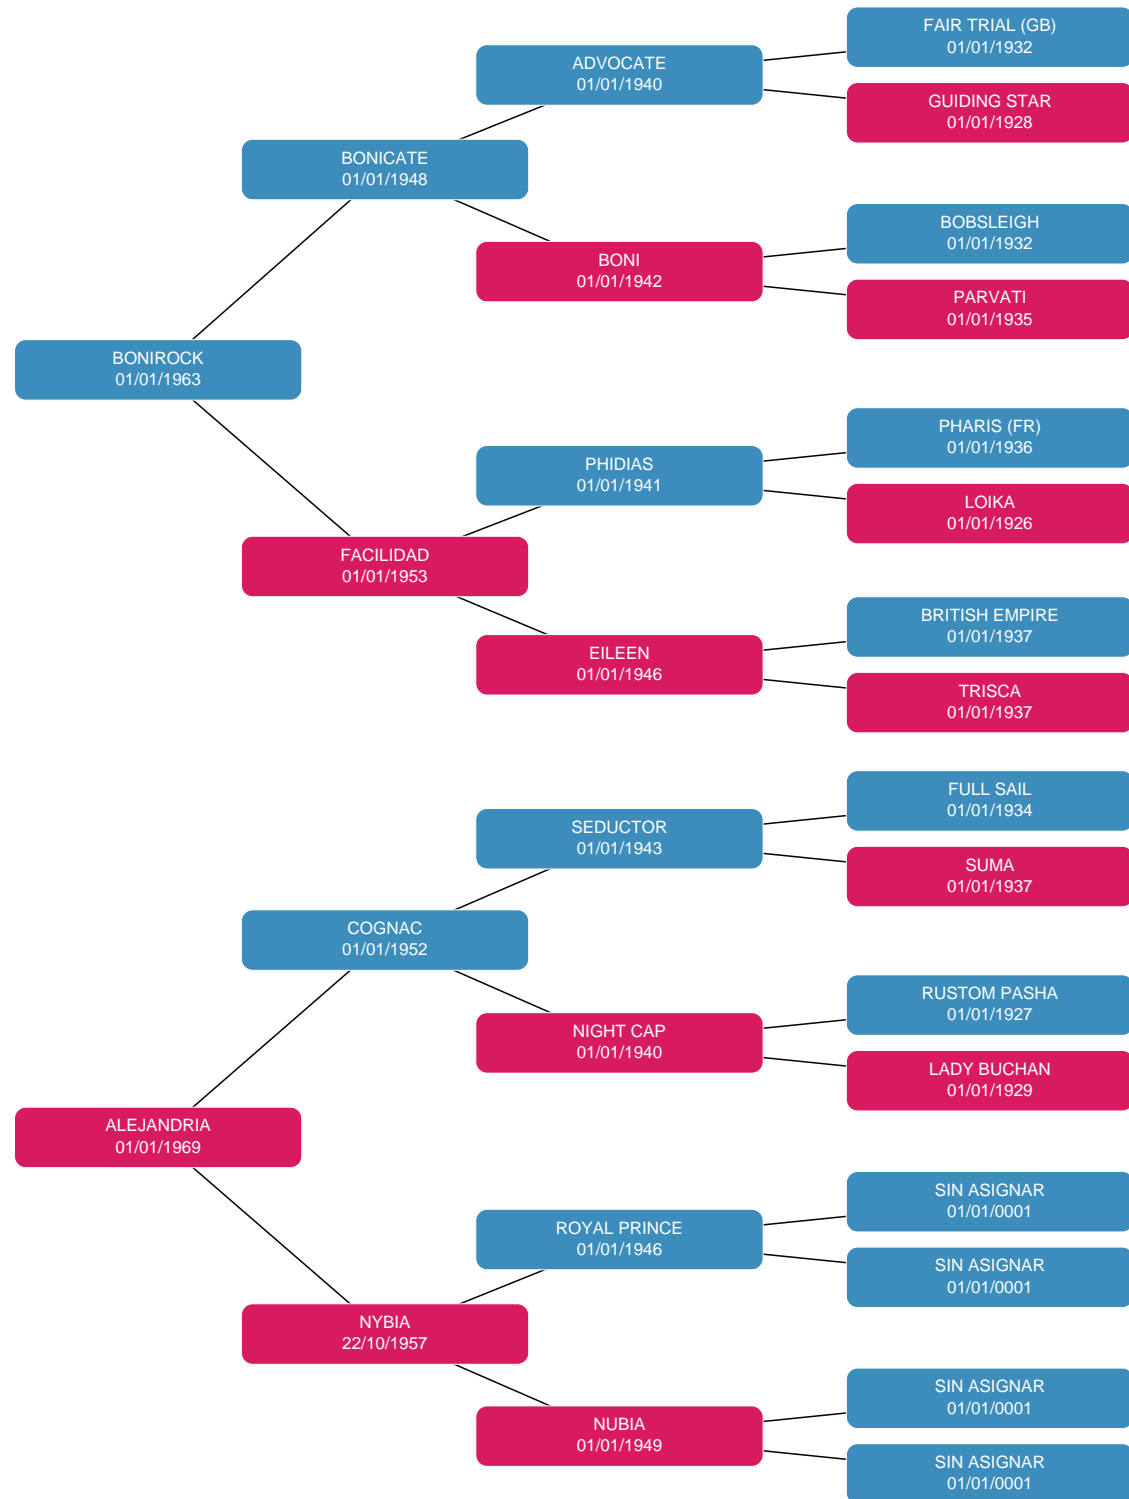 FAIR TRIAL (GB)
01/01/1932
ADVOCATE
01/01/1940
GUIDING STAR
01/01/1928
BONICATE
01/01/1948
BOBSLEIGH
01/01/1932
BONI
01/01/1942
PARVATI
01/01/1935
BONIROCK
01/01/1963
PHARIS (FR)
01/01/1936
PHIDIAS
01/01/1941
LOIKA
01/01/1926
FACILIDAD
01/01/1953
BRITISH EMPIRE
01/01/1937
EILEEN
01/01/1946
TRISCA
01/01/1937
FULL SAIL
01/01/1934
SEDUCTOR
01/01/1943
SUMA
01/01/1937
COGNAC
01/01/1952
RUSTOM PASHA
01/01/1927
NIGHT CAP
01/01/1940
LADY BUCHAN
01/01/1929
ALEJANDRIA
01/01/1969
SIN ASIGNAR
01/01/0001
ROYAL PRINCE
01/01/1946
SIN ASIGNAR
01/01/0001
NYBIA
22/10/1957
SIN ASIGNAR
01/01/0001
NUBIA
01/01/1949
SIN ASIGNAR
01/01/0001